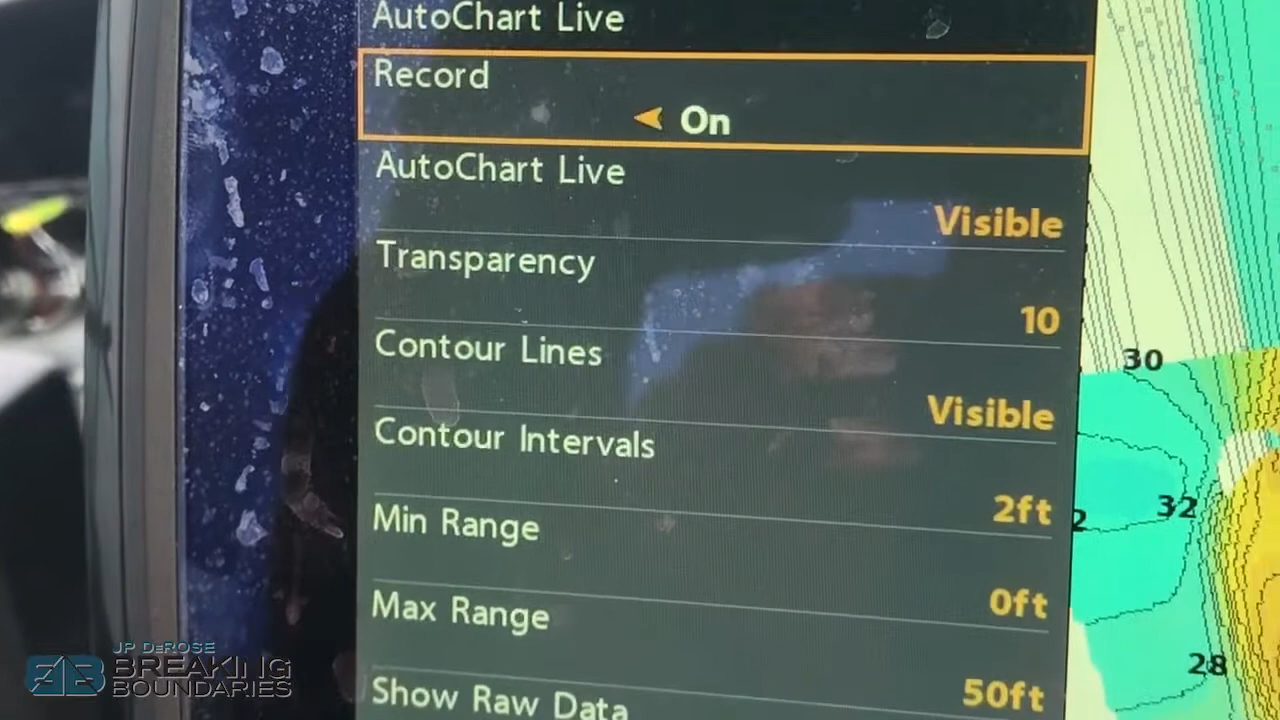 AutoChart Live
Record
On
AutoChart Live
Visible
Transparency
10
Contour Lines
Visible
Contour Intervals
2ft
Min Range
0ft
Max Range
50ft
Show Raw Data
30
32
2
28
JP DeROSE
BREAKING
BOUNDARIES